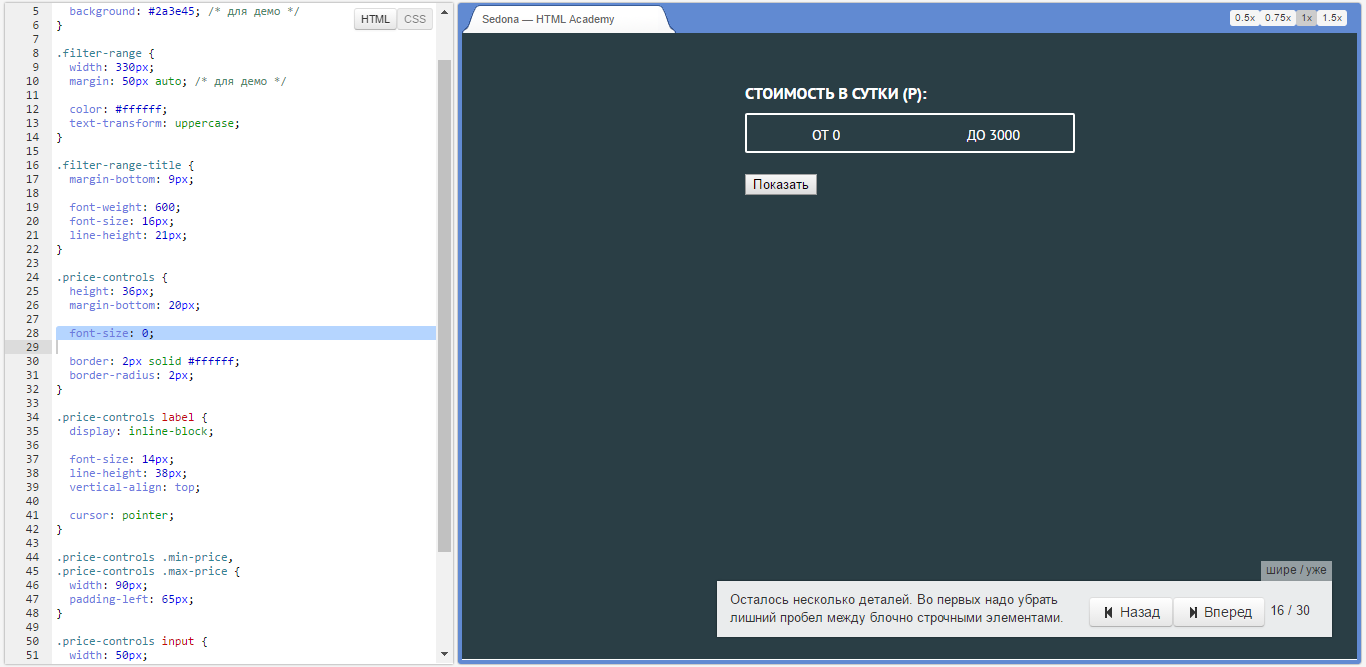 5 background: #2a3e45; /* для демо */
6 }
7
8 .filter-range {
9 width: 330px;
10 margin: 50px auto; /* для демо */
11
12 color: #ffffff;
13 text-transform: uppercase;
14 }
15
16 .filter-range-title {
17 margin-bottom: 9px;
18
19 font-weight: 600;
20 font-size: 16px;
21 line-height: 21px;
22 }
23
24 .price-controls {
25 height: 36px;
26 margin-bottom: 20px;
27
28 font-size: 0;
29
30 border: 2px solid #ffffff;
31 border-radius: 2px;
32 }
33
34 .price-controls label {
35 display: inline-block;
36
37 font-size: 14px;
38 line-height: 38px;
39 vertical-align: top;
40
41 cursor: pointer;
42 }
43
44 .price-controls .min-price,
45 .price-controls .max-price {
46 width: 90px;
47 padding-left: 65px;
48 }
49
50 .price-controls input {
51 width: 50px;
HTML CSS
Sedona — HTML Academy
0.5x 0.75x 1x 1.5x
СТОИМОСТЬ В СУТКИ (Р):
ОТ 0 ДО 3000
Показать
шире / уже
Осталось несколько деталей. Во первых надо убрать
лишний пробел между блочно строчными элементами.
Назад Вперед 16 / 30